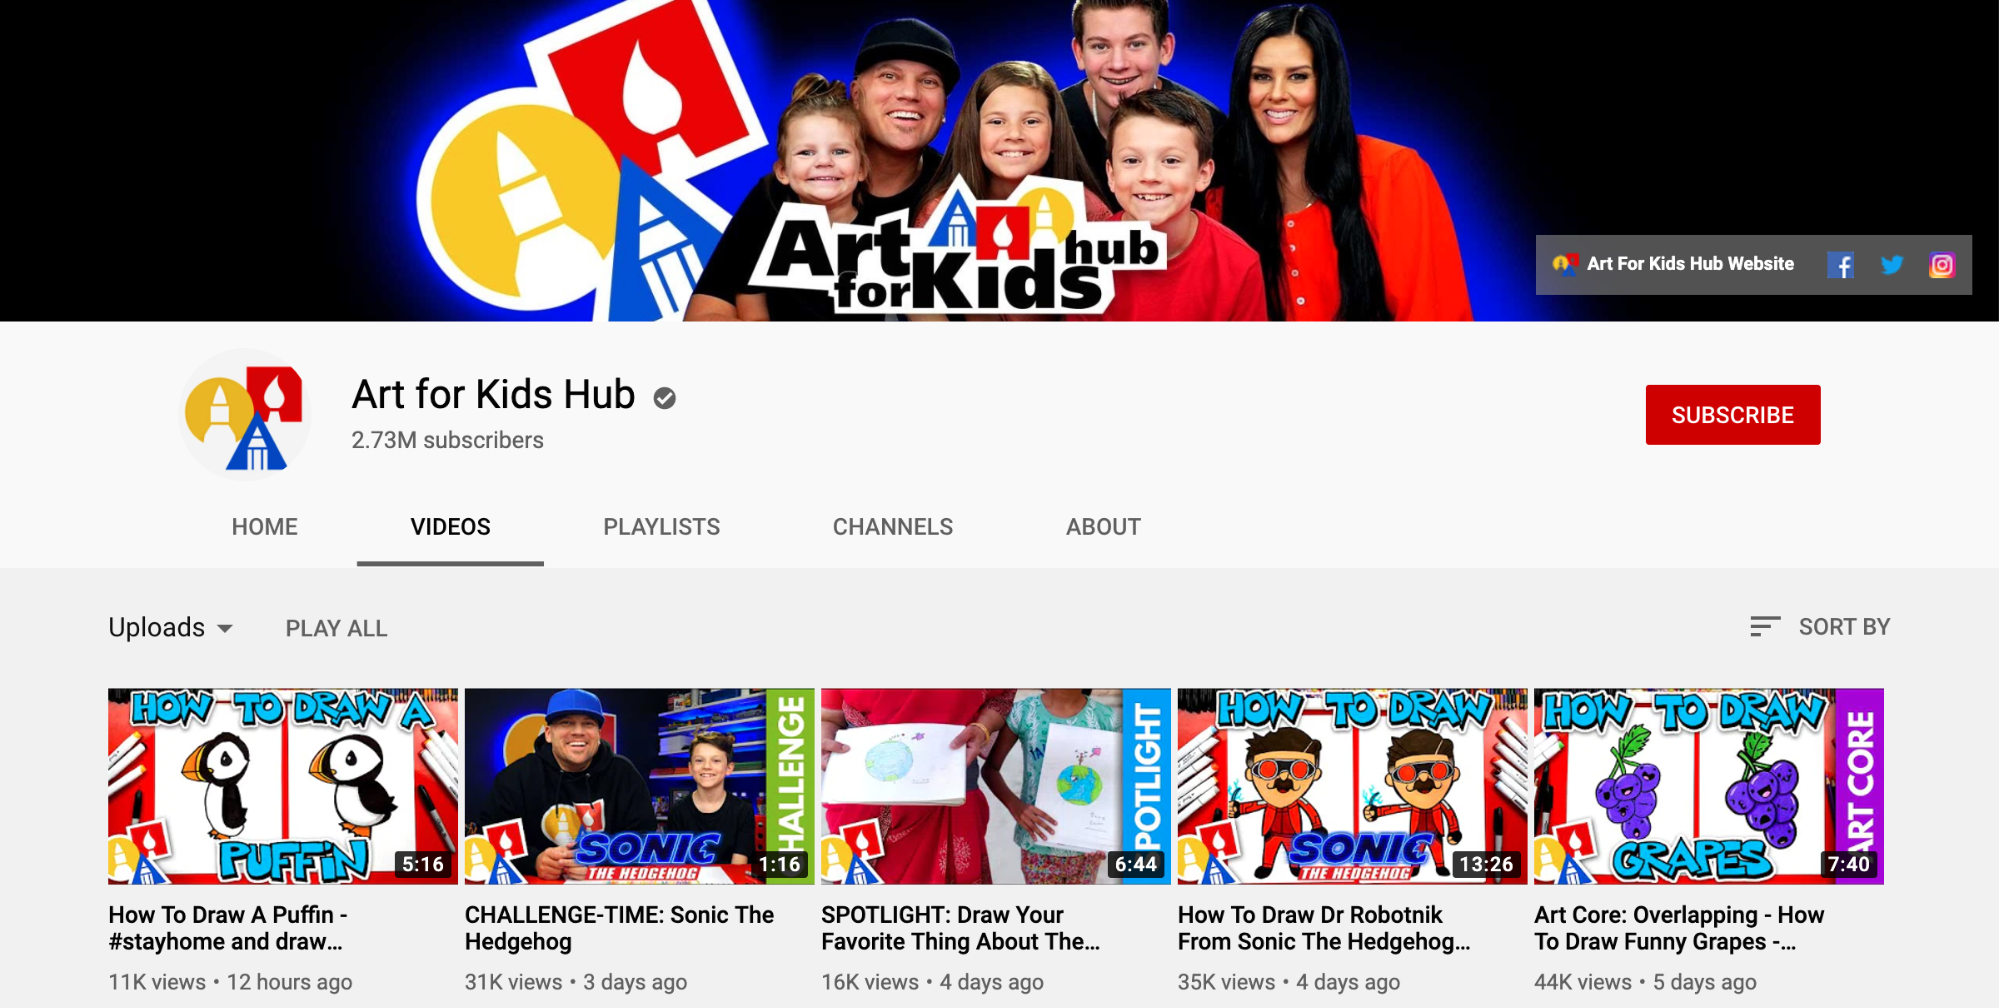 Art for Kids hub
Art For Kids Hub Website
Art for Kids Hub
2.73M subscribers
SUBSCRIBE
HOME VIDEOS PLAYLISTS CHANNELS ABOUT
Uploads PLAY ALL SORT BY
HOW TO DRAW A
PUFFIN
5:16
CHALLENGE
SONIC
THE HEDGEHOG
1:16
SPOTLIGHT
6:44
HOW TO DRAW
SONIC
THE HEDGEHOG
13:26
HOW TO DRAW
GRAPES
ART CORE
7:40
How To Draw A Puffin -
#stayhome and draw...
11K views • 12 hours ago
CHALLENGE-TIME: Sonic The
Hedgehog
31K views • 3 days ago
SPOTLIGHT: Draw Your
Favorite Thing About The...
16K views • 4 days ago
How To Draw Dr Robotnik
From Sonic The Hedgehog...
35K views • 4 days ago
Art Core: Overlapping - How
To Draw Funny Grapes -...
44K views • 5 days ago